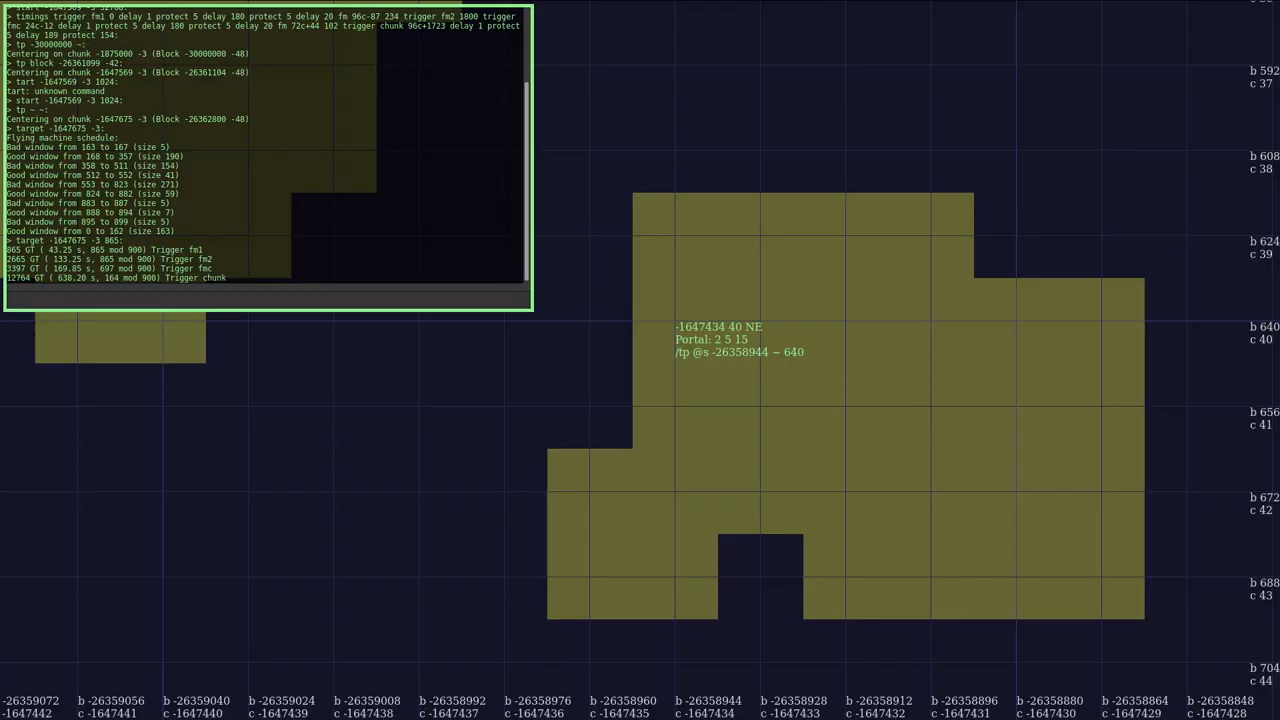 > start -1647569 -3 32768:
> timings trigger fm1 0 delay 1 protect 5 delay 180 protect 5 delay 20 fm 96c-87 234 trigger fm2 1800 trigger
fmc 24c-12 delay 1 protect 5 delay 180 protect 5 delay 20 fm 72c+44 102 trigger chunk 96c+1723 delay 1 protect
5 delay 189 protect 154:
> tp -30000000 ~:
Centering on chunk -1875000 -3 (Block -30000000 -48)
> tp block -26361099 -42:
Centering on chunk -1647569 -3 (Block -26361104 -48)
> tart -1647569 -3 1024:
tart: unknown command
> start -1647569 -3 1024:
> tp ~ ~:
Centering on chunk -1647675 -3 (Block -26362800 -48)
> target -1647675 -3:
Flying machine schedule:
Bad window from 163 to 167 (size 5)
Good window from 168 to 357 (size 190)
Bad window from 358 to 511 (size 154)
Good window from 512 to 552 (size 41)
Bad window from 553 to 823 (size 271)
Good window from 824 to 882 (size 59)
Bad window from 883 to 887 (size 5)
Good window from 888 to 894 (size 7)
Bad window from 895 to 899 (size 5)
Good window from 0 to 162 (size 163)
> target -1647675 -3 865:
865 GT ( 43.25 s, 865 mod 900) Trigger fm1
2665 GT ( 133.25 s, 865 mod 900) Trigger fm2
3397 GT ( 169.85 s, 697 mod 900) Trigger fmc
12764 GT ( 638.20 s, 164 mod 900) Trigger chunk
-1647434 40 NE
Portal: 2 5 15
/tp @s -26358944 ~ 640
b 592
c 37
b 608
c 38
b 624
c 39
b 640
c 40
b 656
c 41
b 672
c 42
b 688
c 43
b 704
c 44
-26359072 b -26359056 b -26359040 b -26359024 b -26359008 b -26358992 b -26358976 b -26358960 b -26358944 b -26358928 b -26358912 b -26358896 b -26358880 b -26358864 b -26358848
-1647442 c -1647441 c -1647440 c -1647439 c -1647438 c -1647437 c -1647436 c -1647435 c -1647434 c -1647433 c -1647432 c -1647431 c -1647430 c -1647429 c -1647428